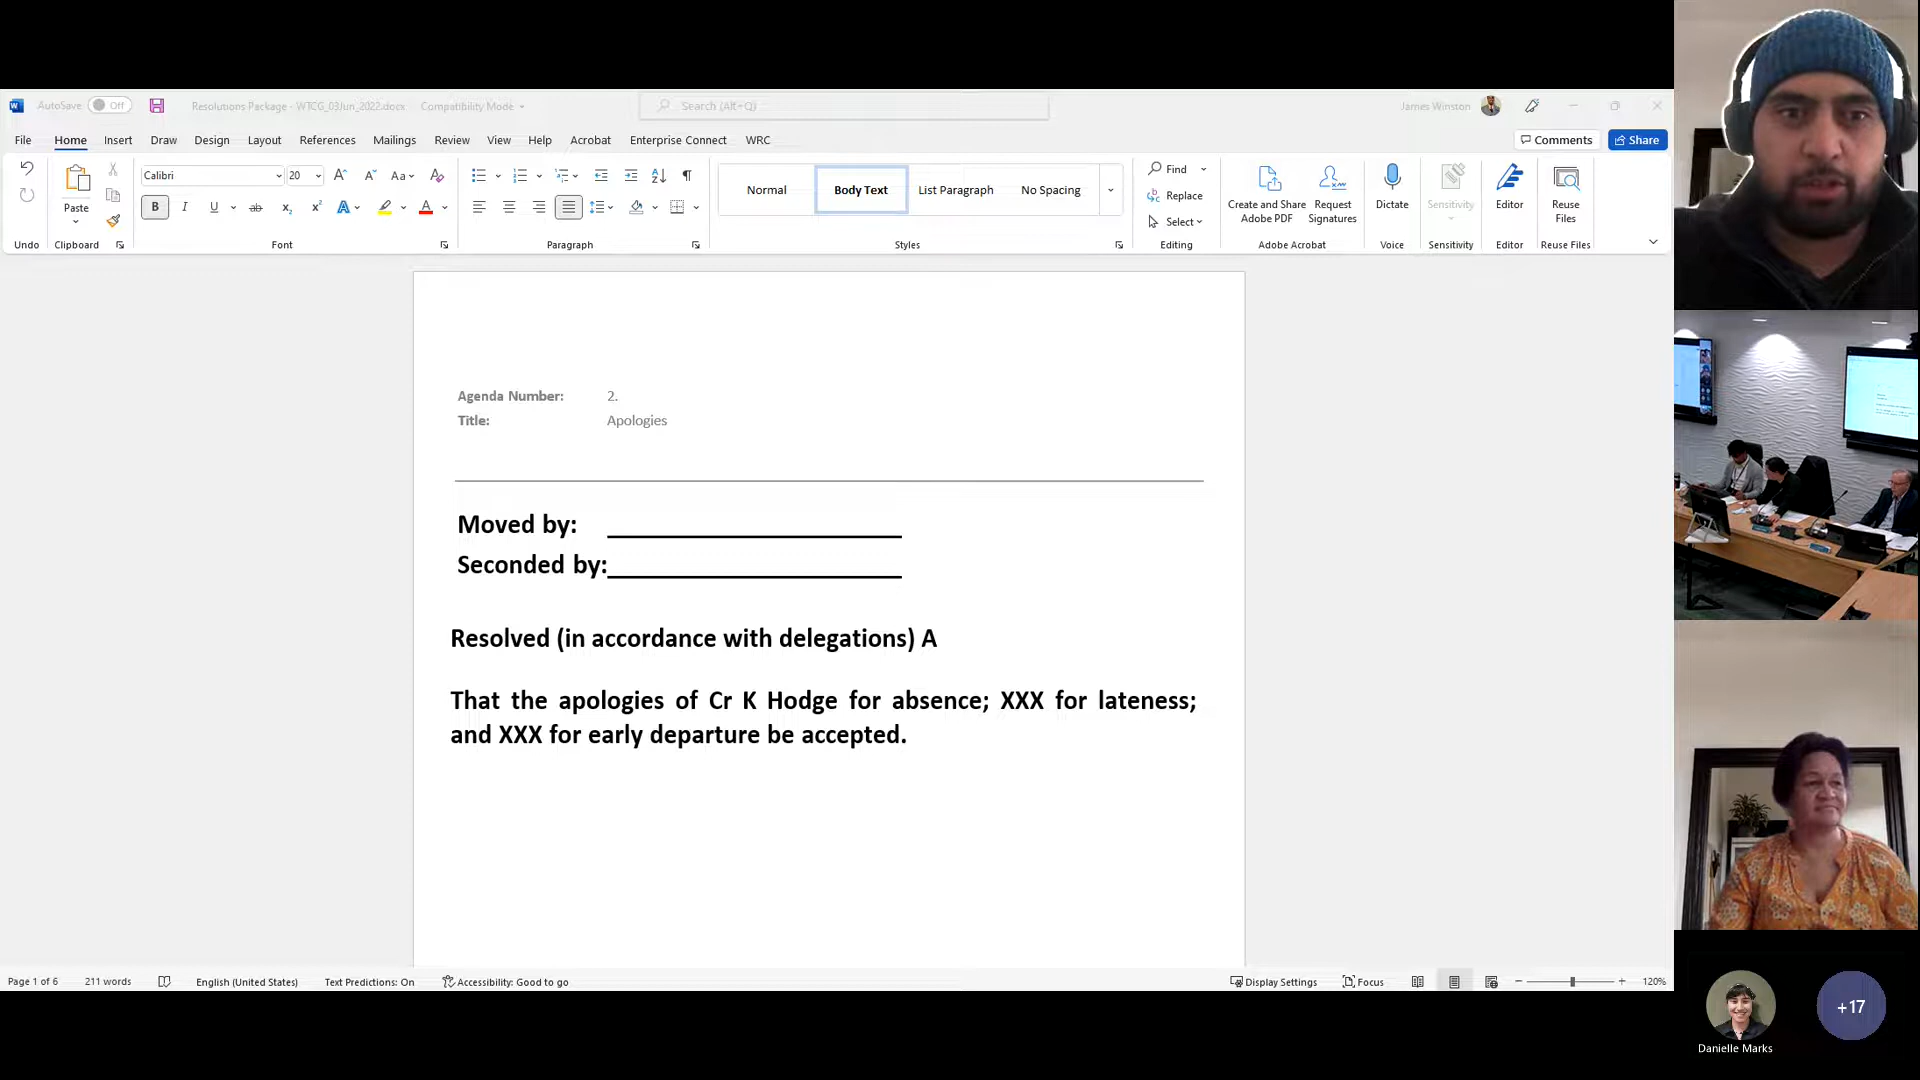 AutoSave Off Resolutions Package - WTCG_03Jun_2022.docx Compatibility Mode Search (Alt+Q) James Winston
File Home Insert Draw Design Layout References Mailings Review View Help Acrobat Enterprise Connect WRC Comments Share
Calibri 20
Paste
Normal Body Text List Paragraph No Spacing
Find
Replace
Select
Create and Share Adobe PDF
Request Signatures
Dictate
Sensitivity
Editor
Reuse Files
Undo Clipboard Font Paragraph Styles Editing Adobe Acrobat Voice Sensitivity Editor Reuse Files
Agenda Number: 2.
Title: Apologies
Moved by:
Seconded by:
Resolved (in accordance with delegations) A
That the apologies of Cr K Hodge for absence; XXX for lateness;
and XXX for early departure be accepted.
Page 1 of 6 211 words English (United States) Text Predictions: On Accessibility: Good to go Display Settings Focus 120%
+17
Danielle Marks